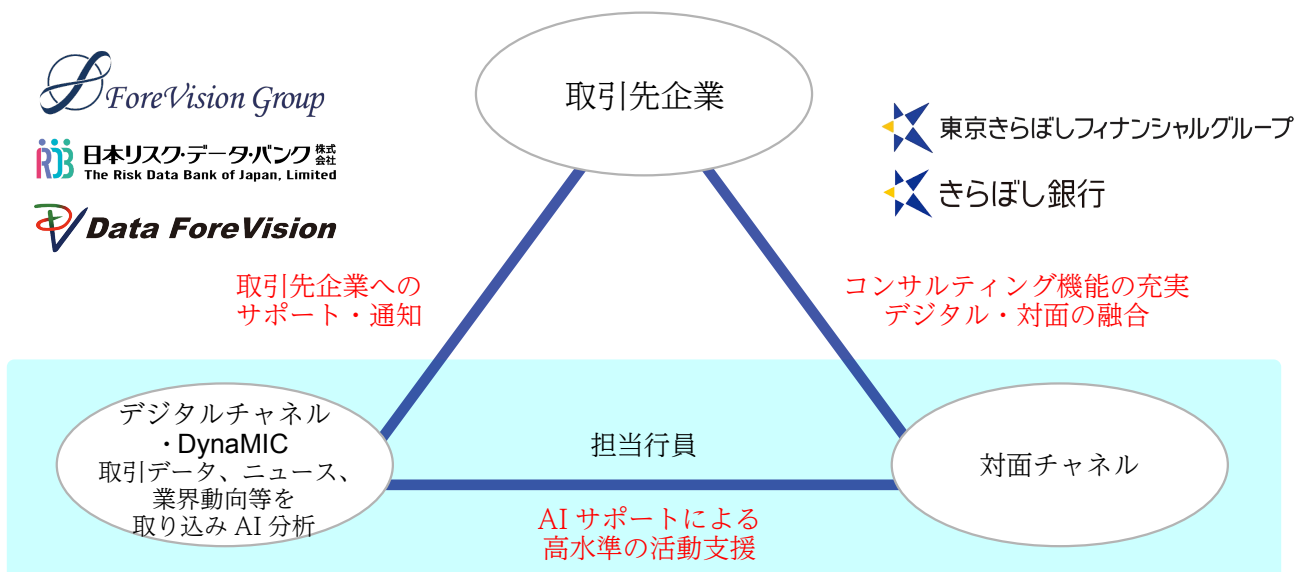 取引先企業
ForeVision Group
日本リスク・データ・バンク 株式会社
The Risk Data Bank of Japan, Limited
Data ForeVision
東京きらぼしフィナンシャルグループ
きらぼし銀行
取引先企業への
サポート・通知
コンサルティング機能の充実
デジタル・対面の融合
デジタルチャネル
・DynaMIC
取引データ、ニュース、
業界動向等を
取り込み AI 分析
担当行員
AI サポートによる
高水準の活動支援
対面チャネル